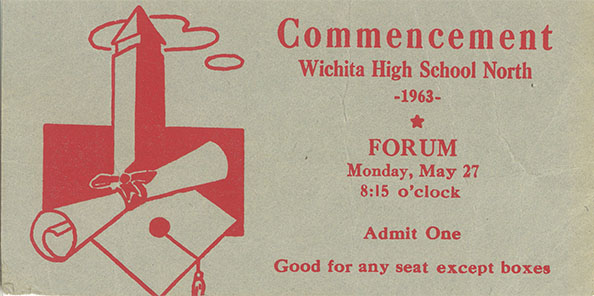 Commencement
Wichita High School North
-1963-
FORUM
Monday, May 27
8:15 o'clock
Admit One
Good for any seat except boxes